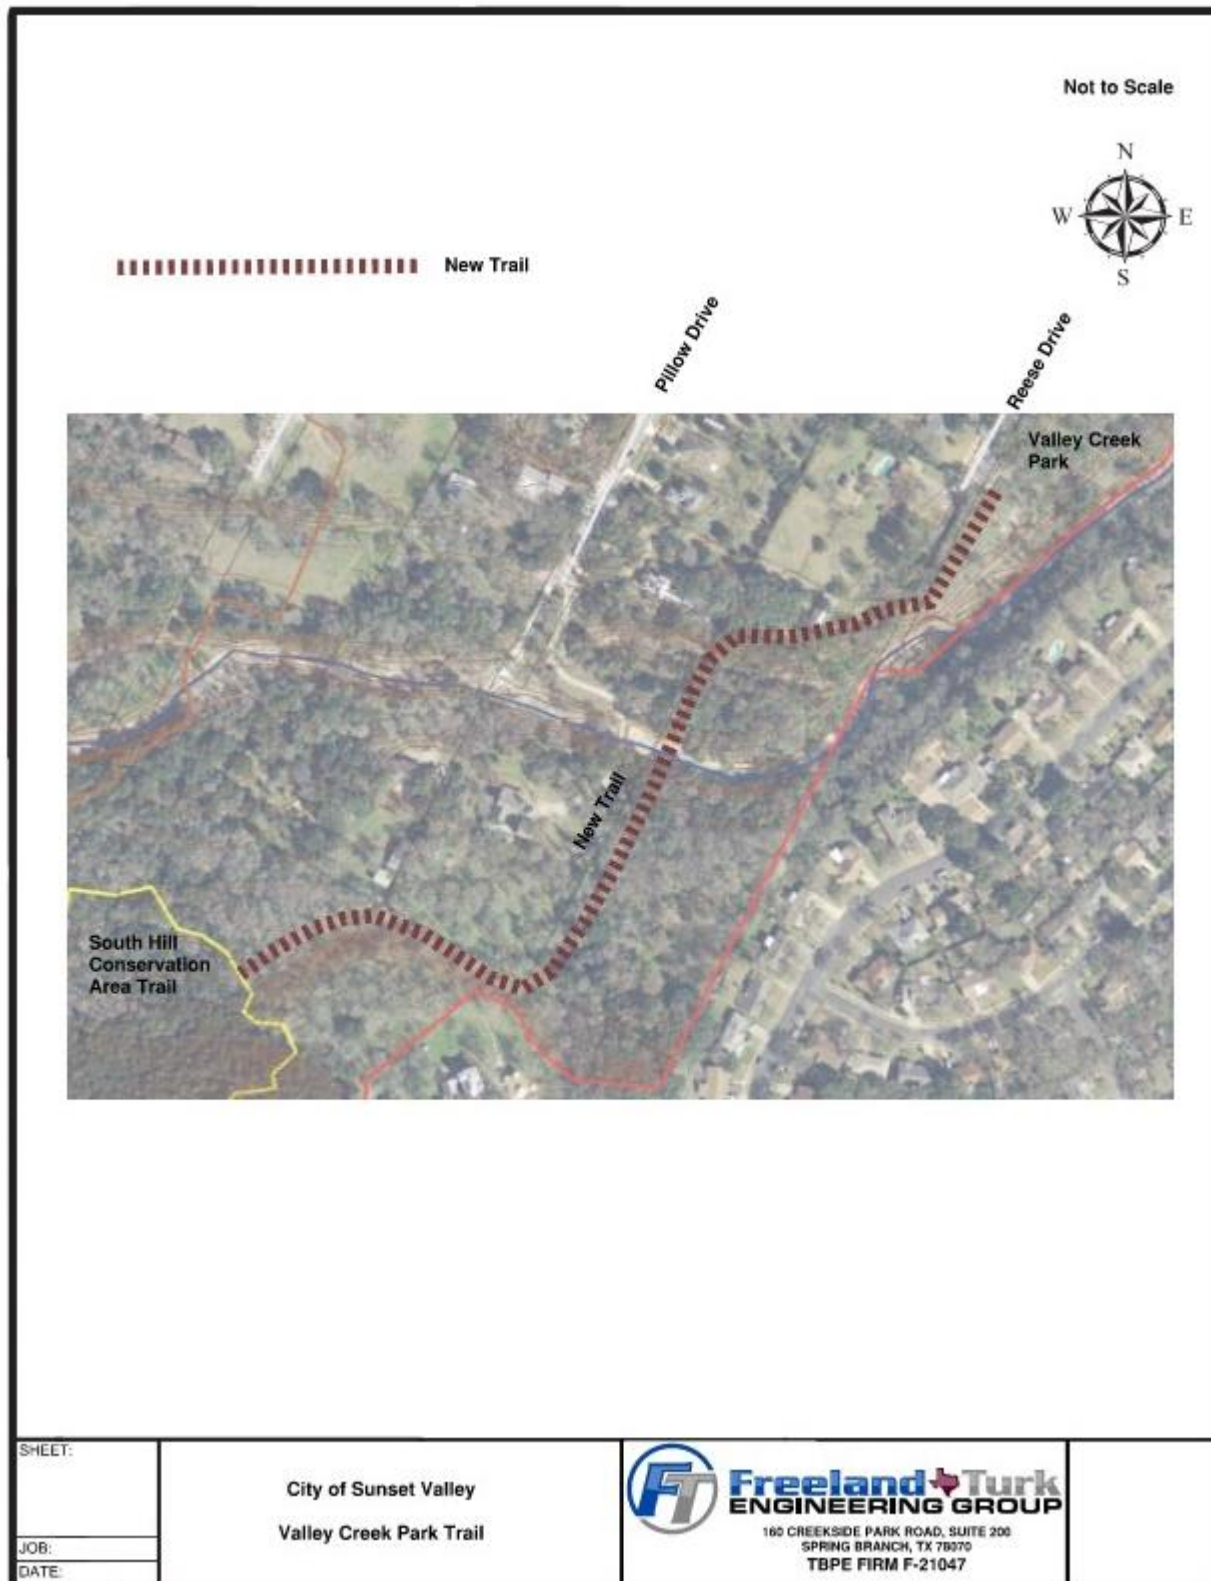 Not to Scale
N
W
E
S
New Trail
Pillow Drive
Reese Drive
Valley Creek
Park
New Trail
South Hill
Conservation
Area Trail
SHEET:
JOB:
DATE:
City of Sunset Valley
Valley Creek Park Trail
FT
Freeland Turk
ENGINEERING GROUP
160 CREEKSIDE PARK ROAD, SUITE 200
SPRING BRANCH, TX 78070
TBPE FIRM F-21047